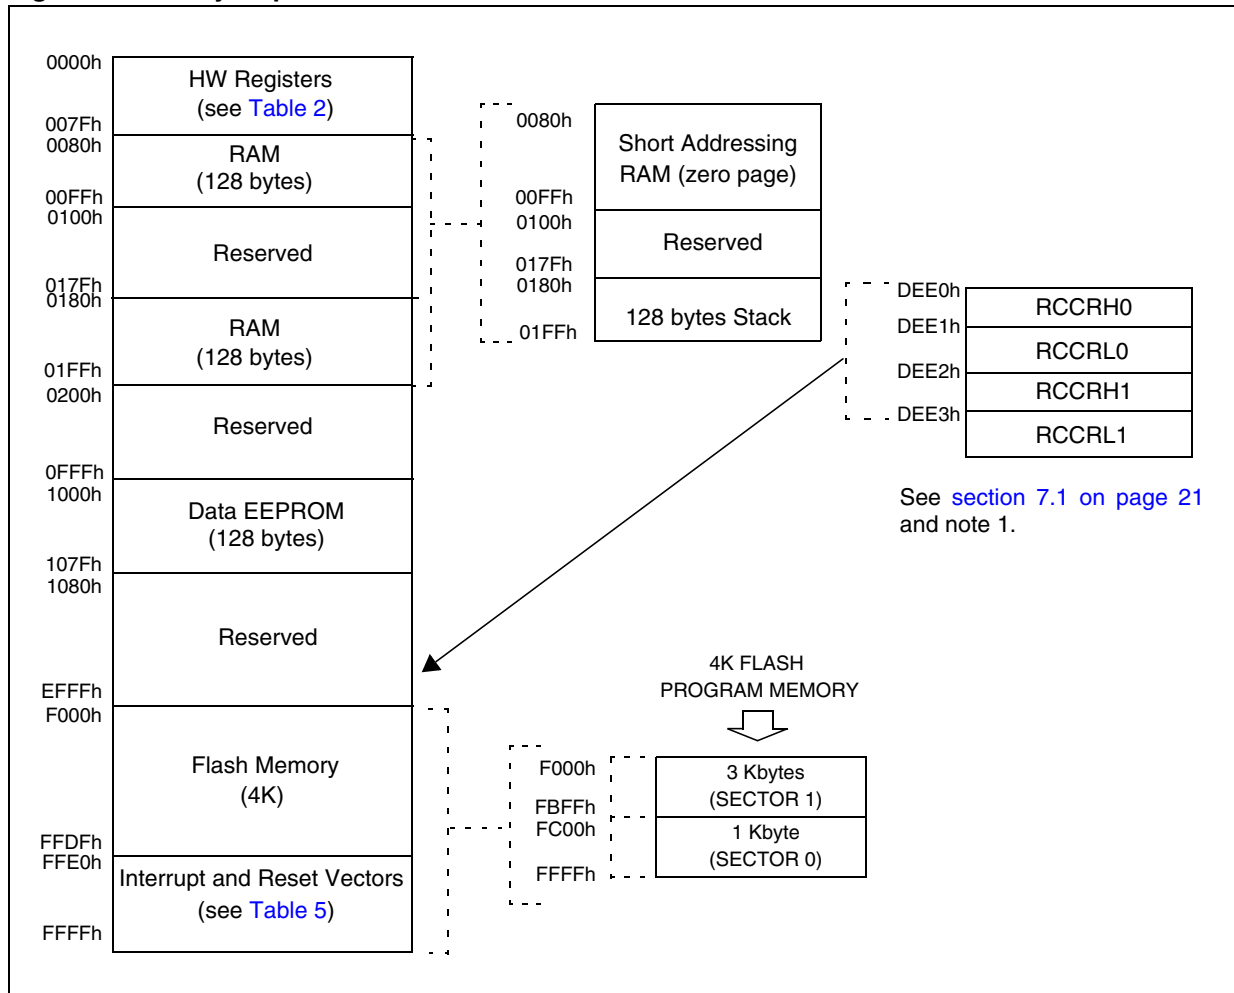 0000h
HW Registers
(see Table 2)
007Fh
0080h
RAM
(128 bytes)
00FFh
0100h
Reserved
017Fh
0180h
RAM
(128 bytes)
01FFh
0200h
Reserved
0FFFh
1000h
Data EEPROM
(128 bytes)
107Fh
1080h
Reserved
EFFFh
F000h
Flash Memory
(4K)
FFDFh
FFE0h
Interrupt and Reset Vectors
(see Table 5)
FFFFh
0080h
Short Addressing
RAM (zero page)
00FFh
0100h
Reserved
017Fh
0180h
128 bytes Stack
01FFh
DEE0h
RCCRH0
DEE1h
RCCRL0
DEE2h
RCCRH1
DEE3h
RCCRL1
See section 7.1 on page 21
and note 1.
4K FLASH
PROGRAM MEMORY
F000h
3 Kbytes
(SECTOR 1)
FBFFh
FC00h
1 Kbyte
(SECTOR 0)
FFFFh